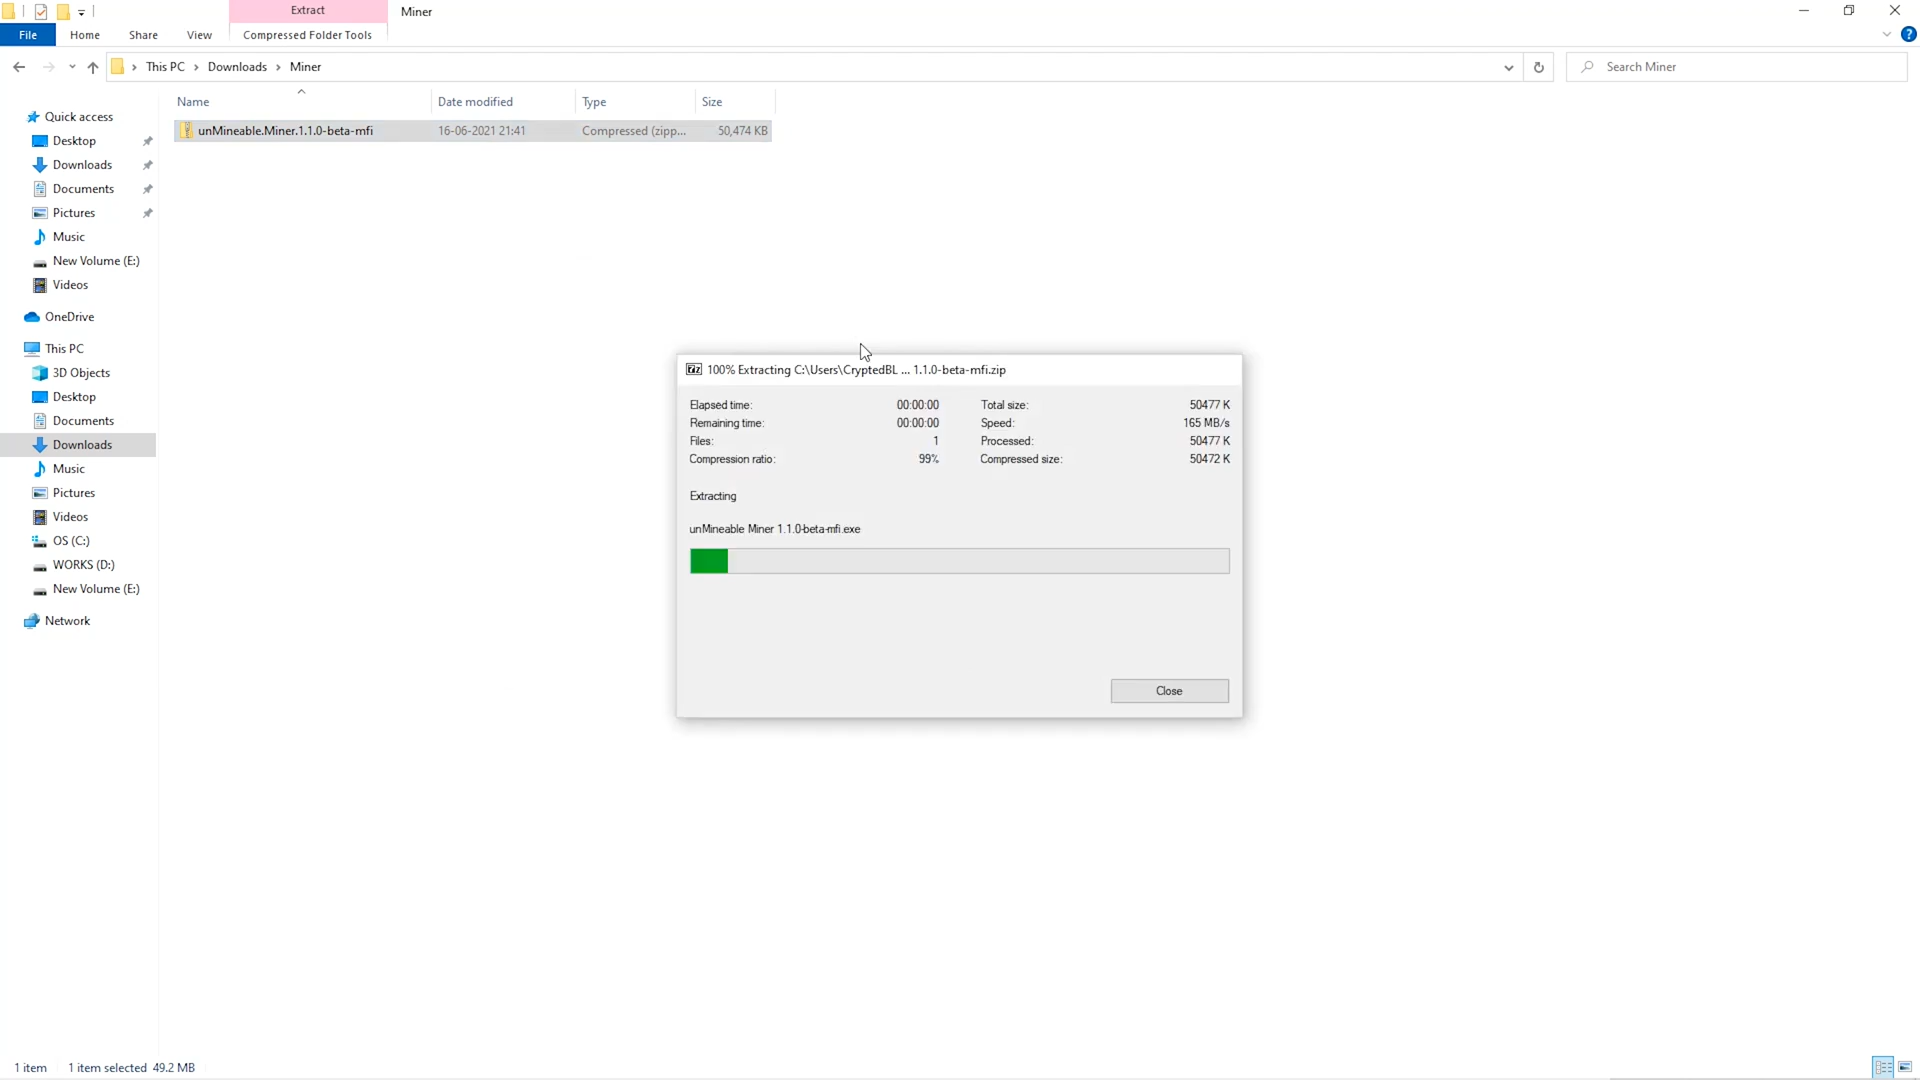 Extract
Miner
File
Home
Share
View
Compressed Folder Tools
This PC
Downloads
Miner
Search Miner
Name
Date modified
Type
Size
unMineable.Miner.1.1.0-beta-mfi
16-06-2021 21:41
Compressed (zipp...
50,474 KB
Quick access
Desktop
Downloads
Documents
Pictures
Music
New Volume (E:)
Videos
OneDrive
This PC
3D Objects
Desktop
Documents
Downloads
Music
Pictures
Videos
OS (C:)
WORKS (D:)
New Volume (E:)
Network
7z 100% Extracting C:\Users\CryptedBL ... 1.1.0-beta-mfi.zip
Elapsed time: 00:00:00 Total size: 50477 K
Remaining time: 00:00:00 Speed: 165 MB/s
Files: 1 Processed: 50477 K
Compression ratio: 99% Compressed size: 50472 K
Extracting
unMineable Miner 1.1.0-beta-mfi.exe
Close
1 item
1 item selected 49.2 MB